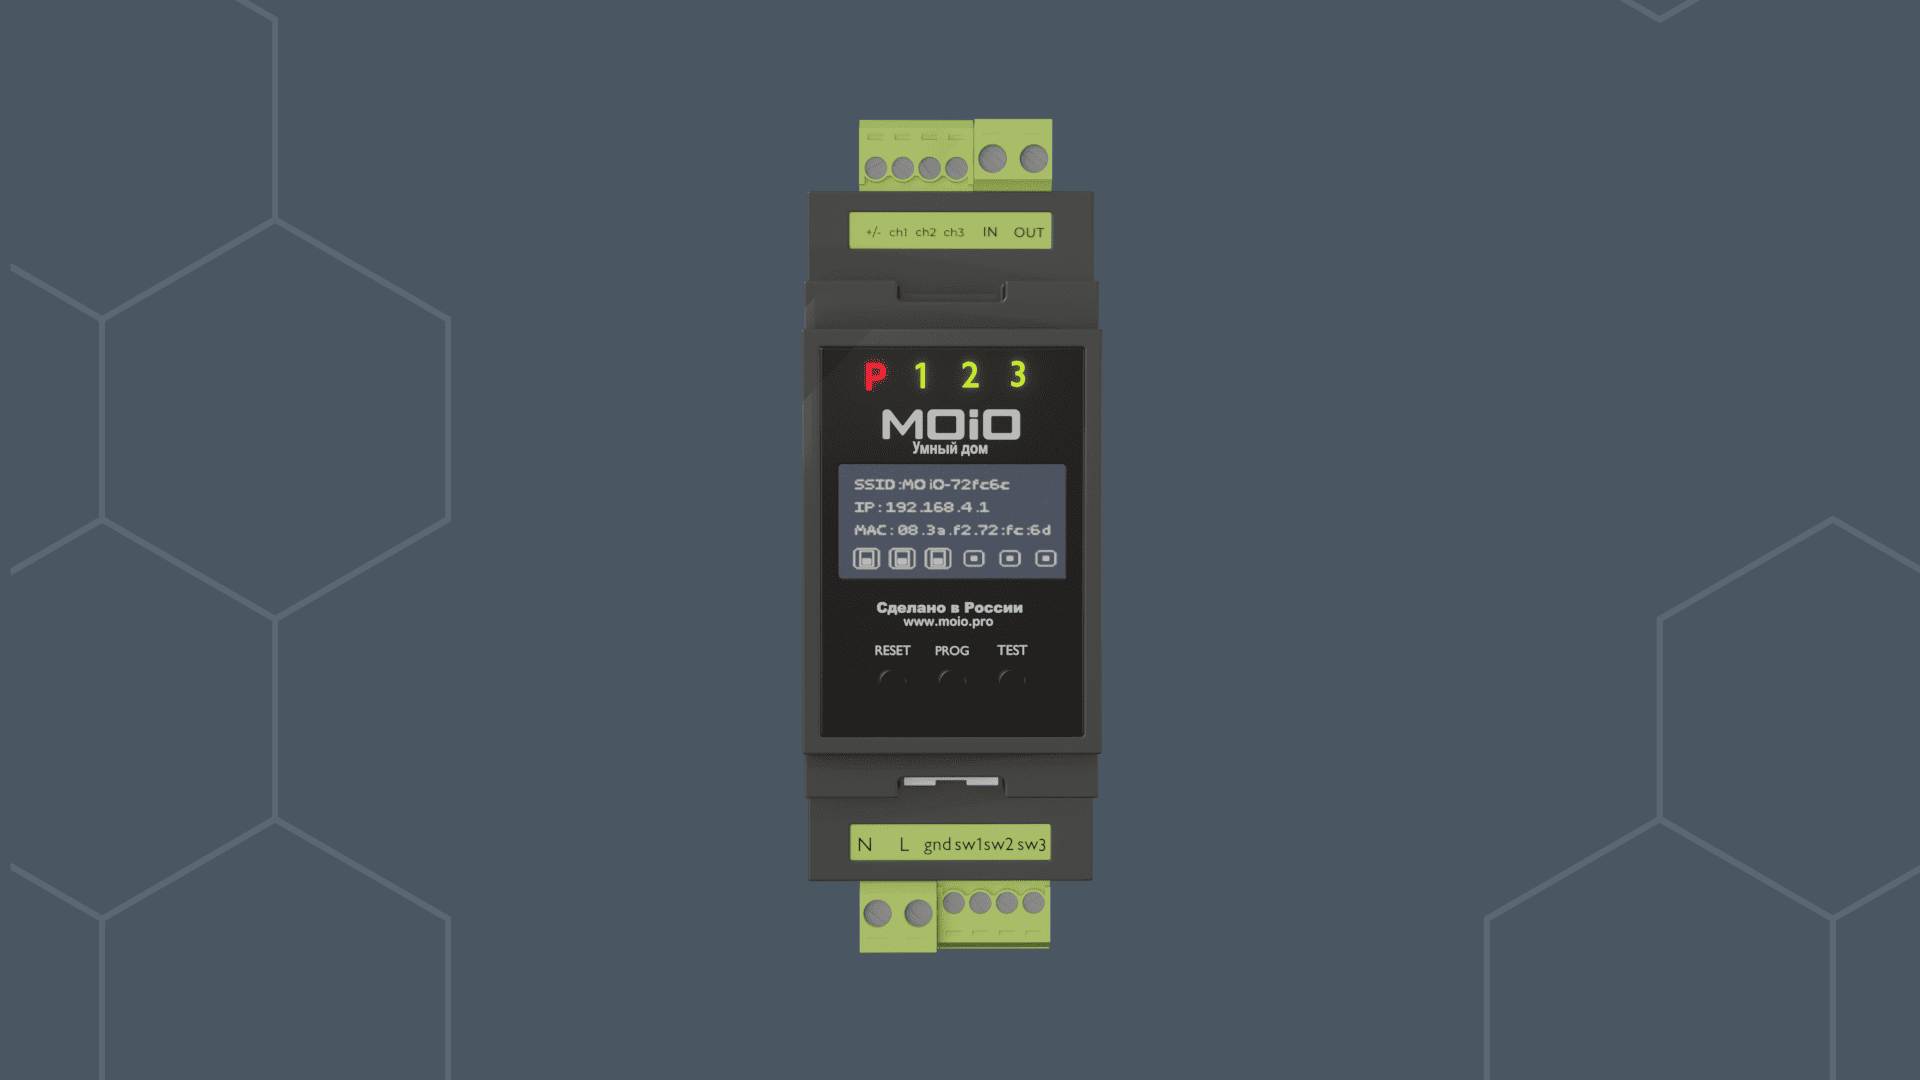 +/- ch1 ch2 ch3 IN OUT
P 1 2 3
MOiO
Умный дом
SSID:MOiO-72fc6c
IP:192.168.4.1
MAC:08.3a.f2.72:fc:6d
Сделано в России
www.moio.pro
RESET PROG TEST
N L gnd sw1 sw2 sw3